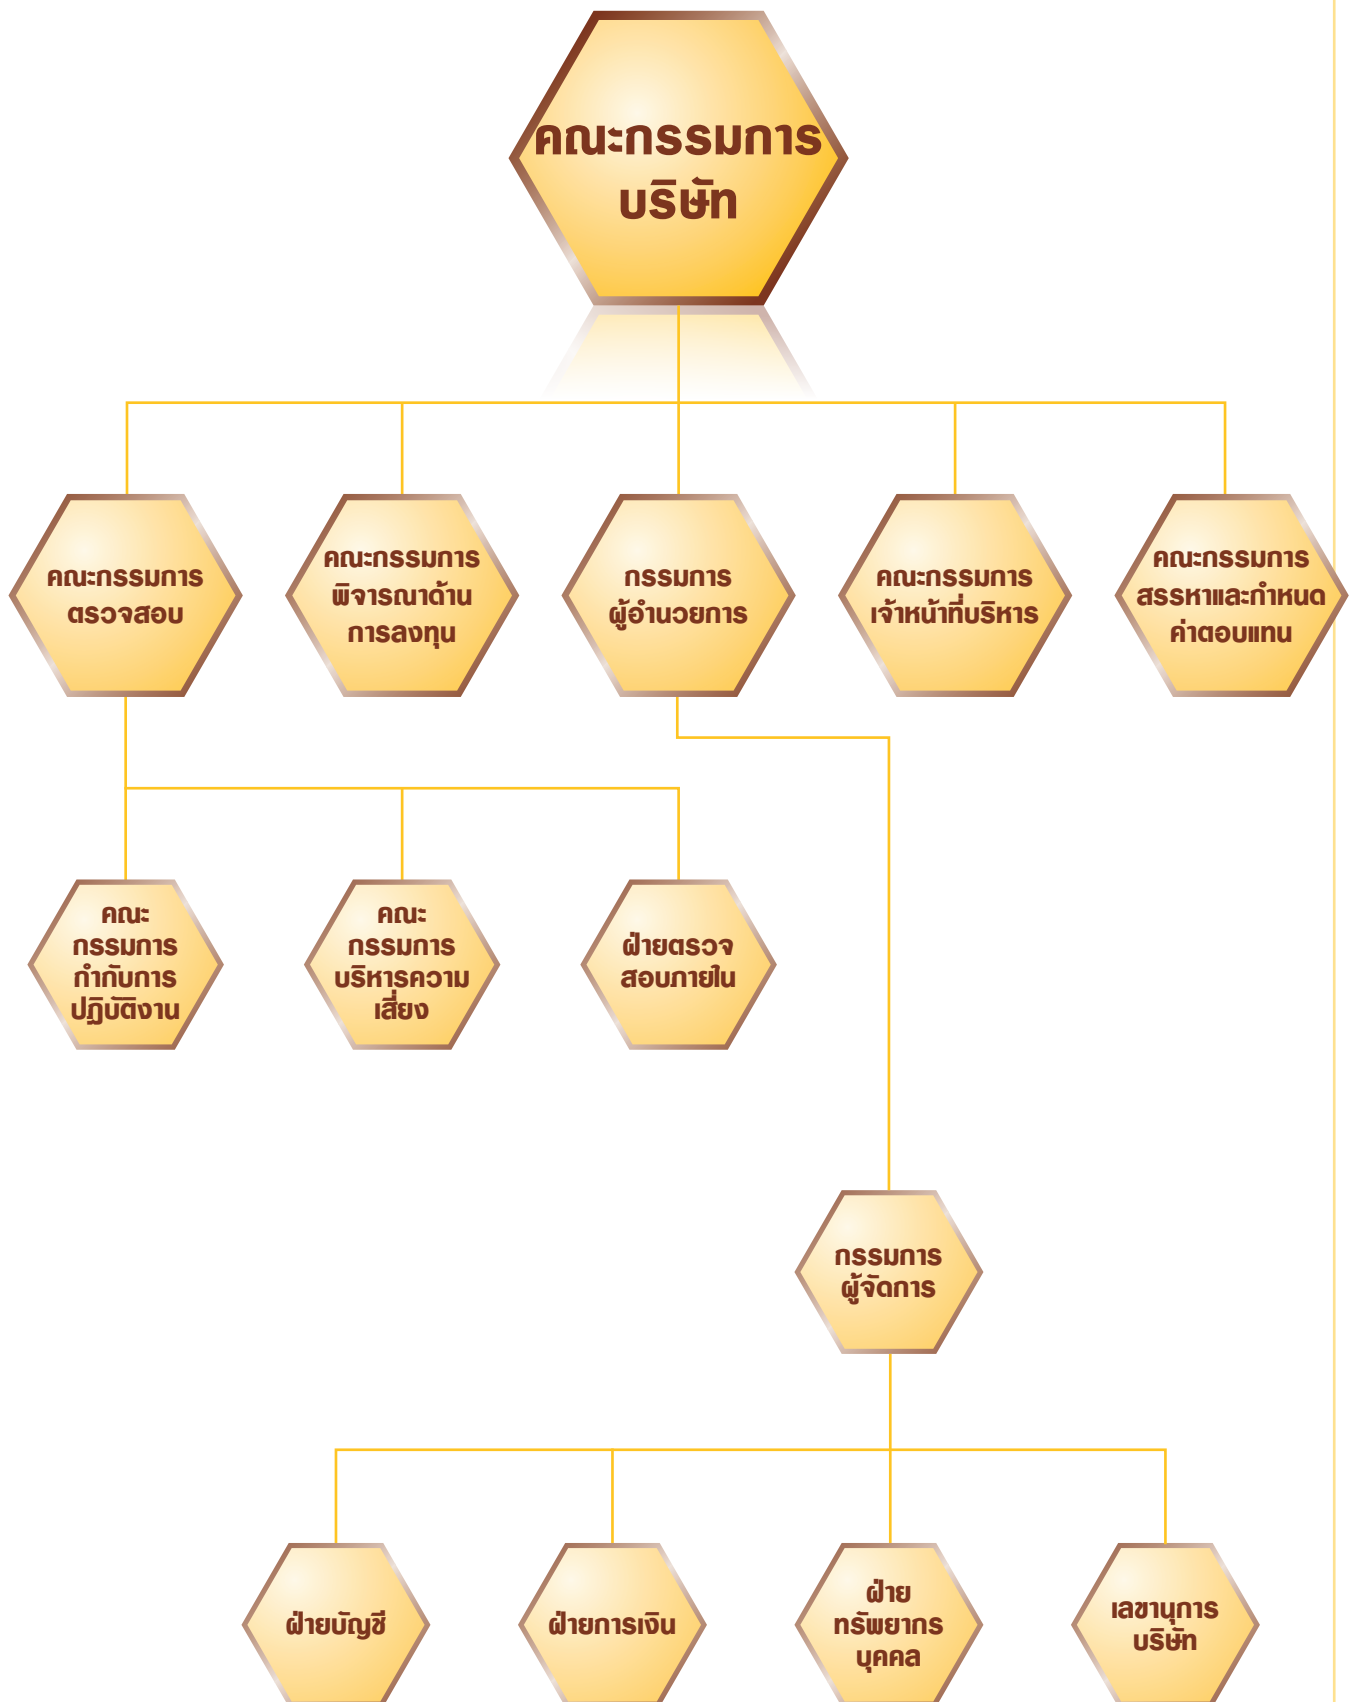 คณะกรรมการ
บริษัท
คณะกรรมการ
ตรวจสอบ
คณะกรรมการ
พิจารณาด้าน
การลงทุน
กรรมการ
ผู้อำนวยการ
คณะกรรมการ
เจ้าหน้าที่บริหาร
คณะกรรมการ
สรรหาและกำหนด
ค่าตอบแทน
คณะ
กรรมการ
กำกับการ
ปฏิบัติงาน
คณะ
กรรมการ
บริหารความ
เสี่ยง
ฝ่ายตรวจ
สอบภายใน
กรรมการ
ผู้จัดการ
ฝ่ายบัญชี
ฝ่ายการเงิน
ฝ่าย
ทรัพยากร
บุคคล
เลขานุการ
บริษัท